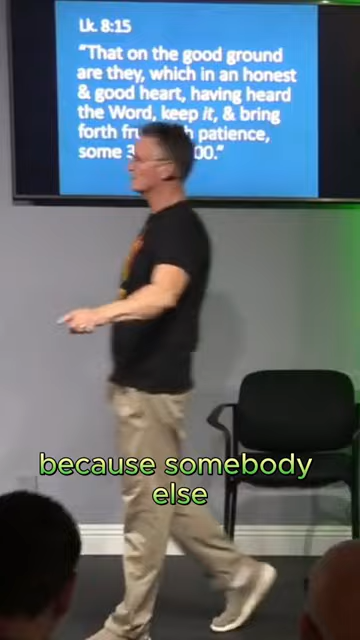 Lk. 8:15
"That on the good ground
are they, which in an honest
& good heart, having heard
the Word, keep it, & bring
forth patience,
some
because somebody
else